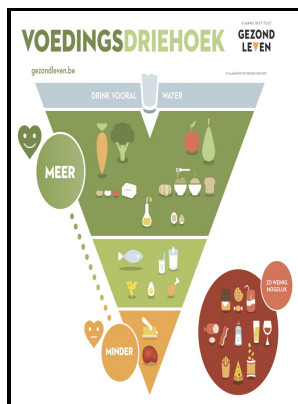 VOEDINGSDRIEHOEK
VLAAMS INSTITUUT
GEZOND
LEVEN
gezondleven.be
DRINK VOORAL WATER
MEER
ZO WEINIG
MOGELIJK
MINDER